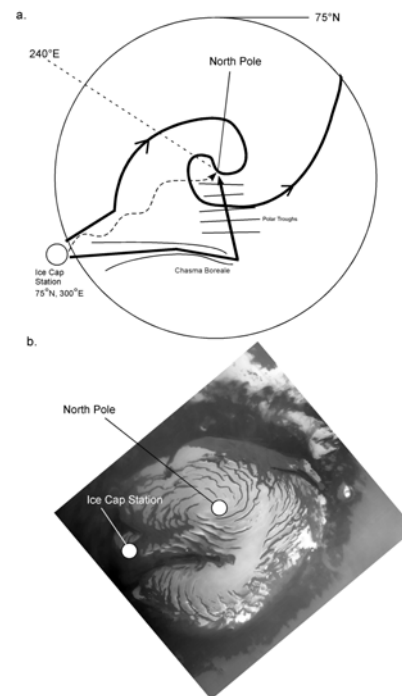 a.
75°N
240°E
North Pole
Polar Troughs
Ice Cap
Station
75°N, 300°E
Chasma Boreale
b.
North Pole
Ice Cap Station